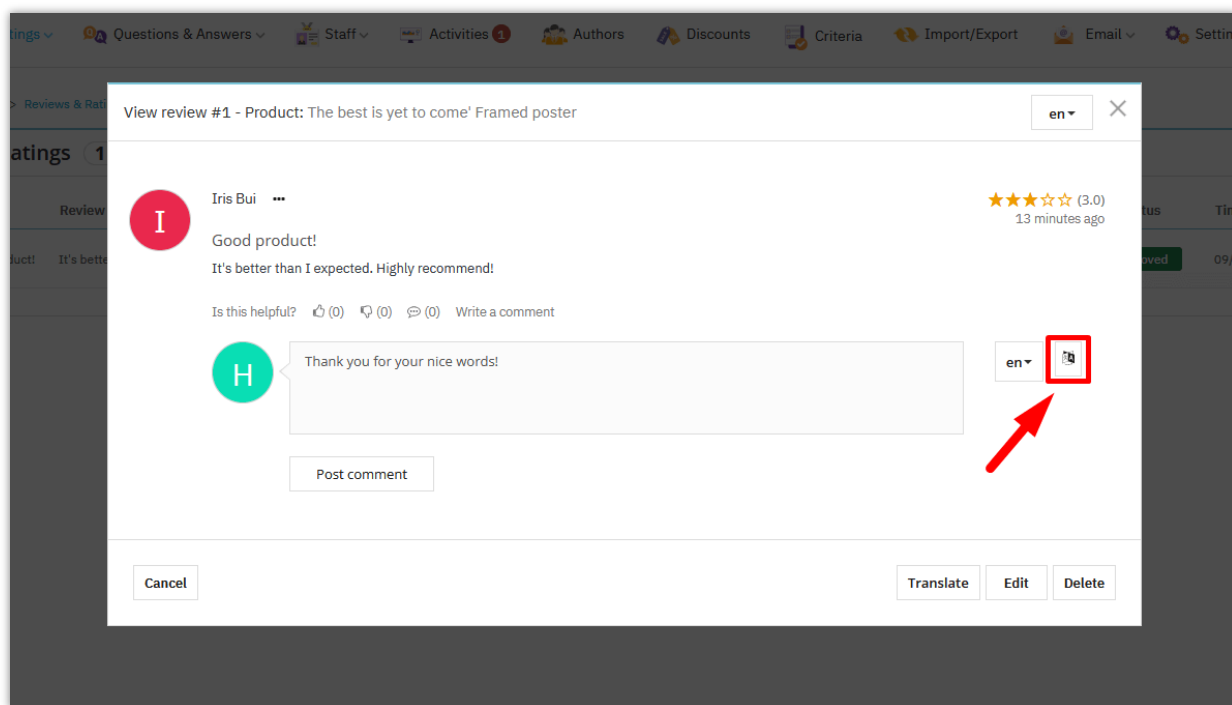 tings Questions & Answers Staff Activities 1 Authors Discounts Criteria Import/Export Email Settin
> Reviews & Rati
View review #1 - Product: The best is yet to come' Framed poster en
atings 1
Review
tus Tin
Iris Bui •••
(3.0)
13 minutes ago
I
Good product!
duct! It's bette
oved 09/
It's better than I expected. Highly recommend!
Is this helpful? (0) (0) (0) Write a comment
H
Thank you for your nice words!
en
Post comment
Cancel Translate Edit Delete